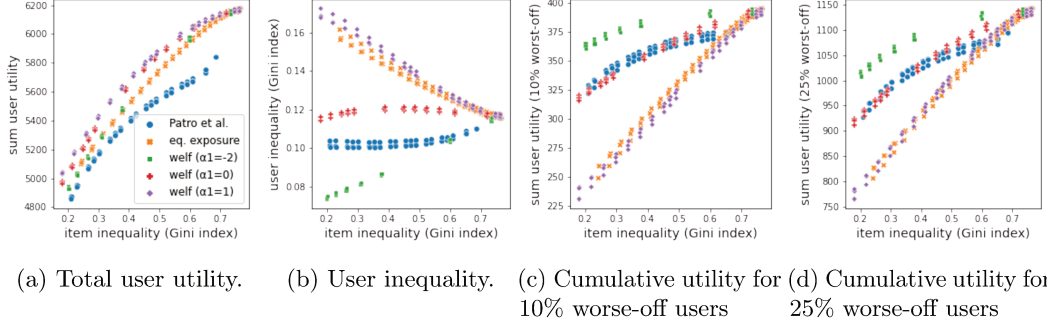 6200
6000
5800
5600
5400
5200
5000
4800
sum user utility
0.2 0.3 0.4 0.5 0.6 0.7
item inequality (Gini index)
Patro et al.
eq. exposure
welf (α1=-2)
welf (α1=0)
welf (α1=1)
0.16
0.14
0.12
0.10
0.08
user inequality (Gini index)
0.2 0.3 0.4 0.5 0.6 0.7
item inequality (Gini index)
400
375
350
325
300
275
250
225
sum user utility (10% worst-off)
0.2 0.3 0.4 0.5 0.6 0.7
item inequality (Gini index)
1150
1100
1050
1000
950
900
850
800
750
sum user utility (25% worst-off)
0.2 0.3 0.4 0.5 0.6 0.7
item inequality (Gini index)
(a) Total user utility.
(b) User inequality.
(c) Cumulative utility for
10% worse-off users
(d) Cumulative utility for
25% worse-off users